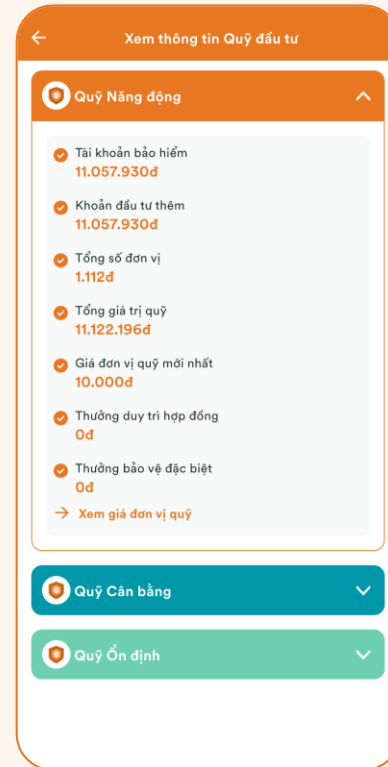 Xem thông tin Quỹ đầu tư
Quỹ Năng động
Tài khoản bảo hiểm
11.057.930đ
Khoản đầu tư thêm
11.057.930đ
Tổng số đơn vị
1.112đ
Tổng giá trị quỹ
11.122.196đ
Giá đơn vị quỹ mới nhất
10.000đ
Thưởng duy trì hợp đồng
0đ
Thưởng bảo vệ đặc biệt
0đ
Xem giá đơn vị quỹ
Quỹ Cân bằng
Quỹ Ổn định